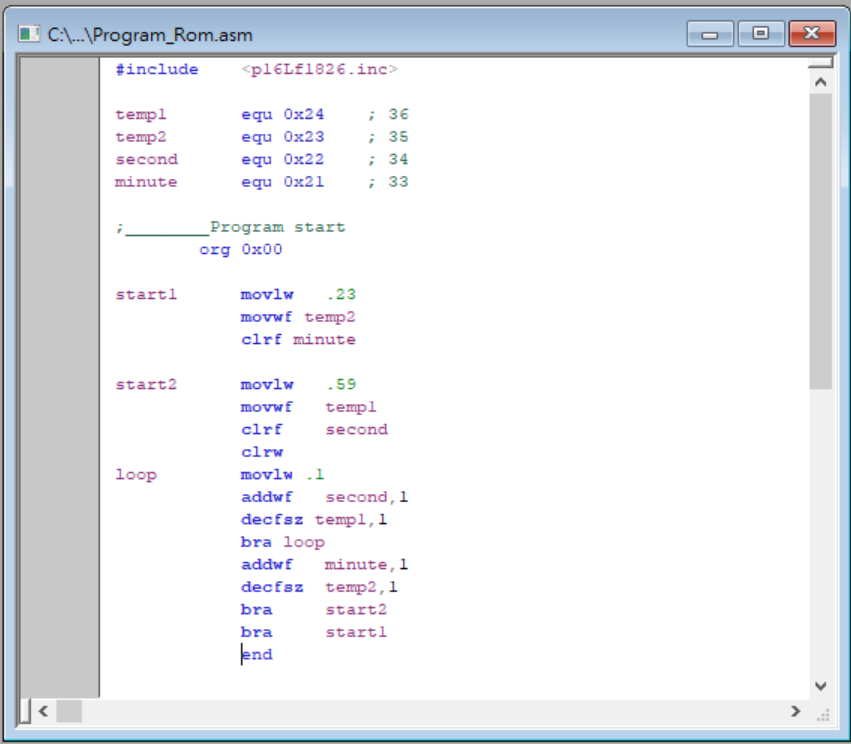 C:\...\Program_Rom.asm
#include <p16Lf1826.inc>
temp1 equ 0x24 ; 36
temp2 equ 0x23 ; 35
second equ 0x22 ; 34
minute equ 0x21 ; 33
;________Program start
org 0x00
start1 movlw .23
movwf temp2
clrf minute
start2 movlw .59
movwf temp1
clrf second
clrw
loop movlw .1
addwf second,1
decfsz temp1,1
bra loop
addwf minute,1
decfsz temp2,1
bra start2
bra start1
end